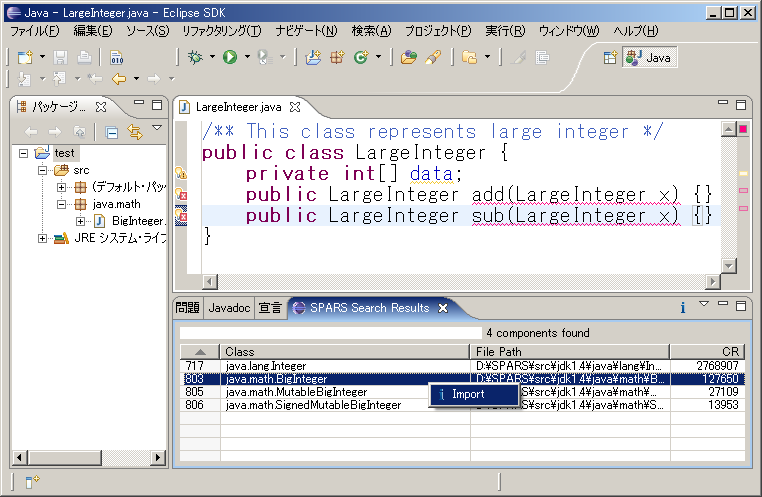 Java - LargeInteger.java - Eclipse SDK
ファイル(F) 編集(E) ソース(S) リファクタリング(T) ナビゲート(N) 検索(A) プロジェクト(P) 実行(R) ウィンドウ(W) ヘルプ(H)
010
Java
パッケージ...
LargeInteger.java
test
src
(デフォルト・パッ
java.math
BigInteger.
JRE システム・ライブ
/** This class represents large integer */
public class LargeInteger {
private int[] data;
public LargeInteger add(LargeInteger x) {}
public LargeInteger sub(LargeInteger x) {}
}
問題 Javadoc 宣言 SPARS Search Results
4 components found
Class File Path CR
717 java.lang.Integer D:¥SPARS¥src¥jdk1.4¥java¥lang¥In... 2768907
803 java.math.BigInteger D:¥SPARS¥src¥jdk1.4¥java¥math¥B... 127650
805 java.math.MutableBigInteger ¥SPARS¥src¥jdk1.4¥java¥math¥... 27109
806 java.math.SignedMutableBigInteger ¥SPARS¥src¥jdk1.4¥java¥math¥S... 13953
Import